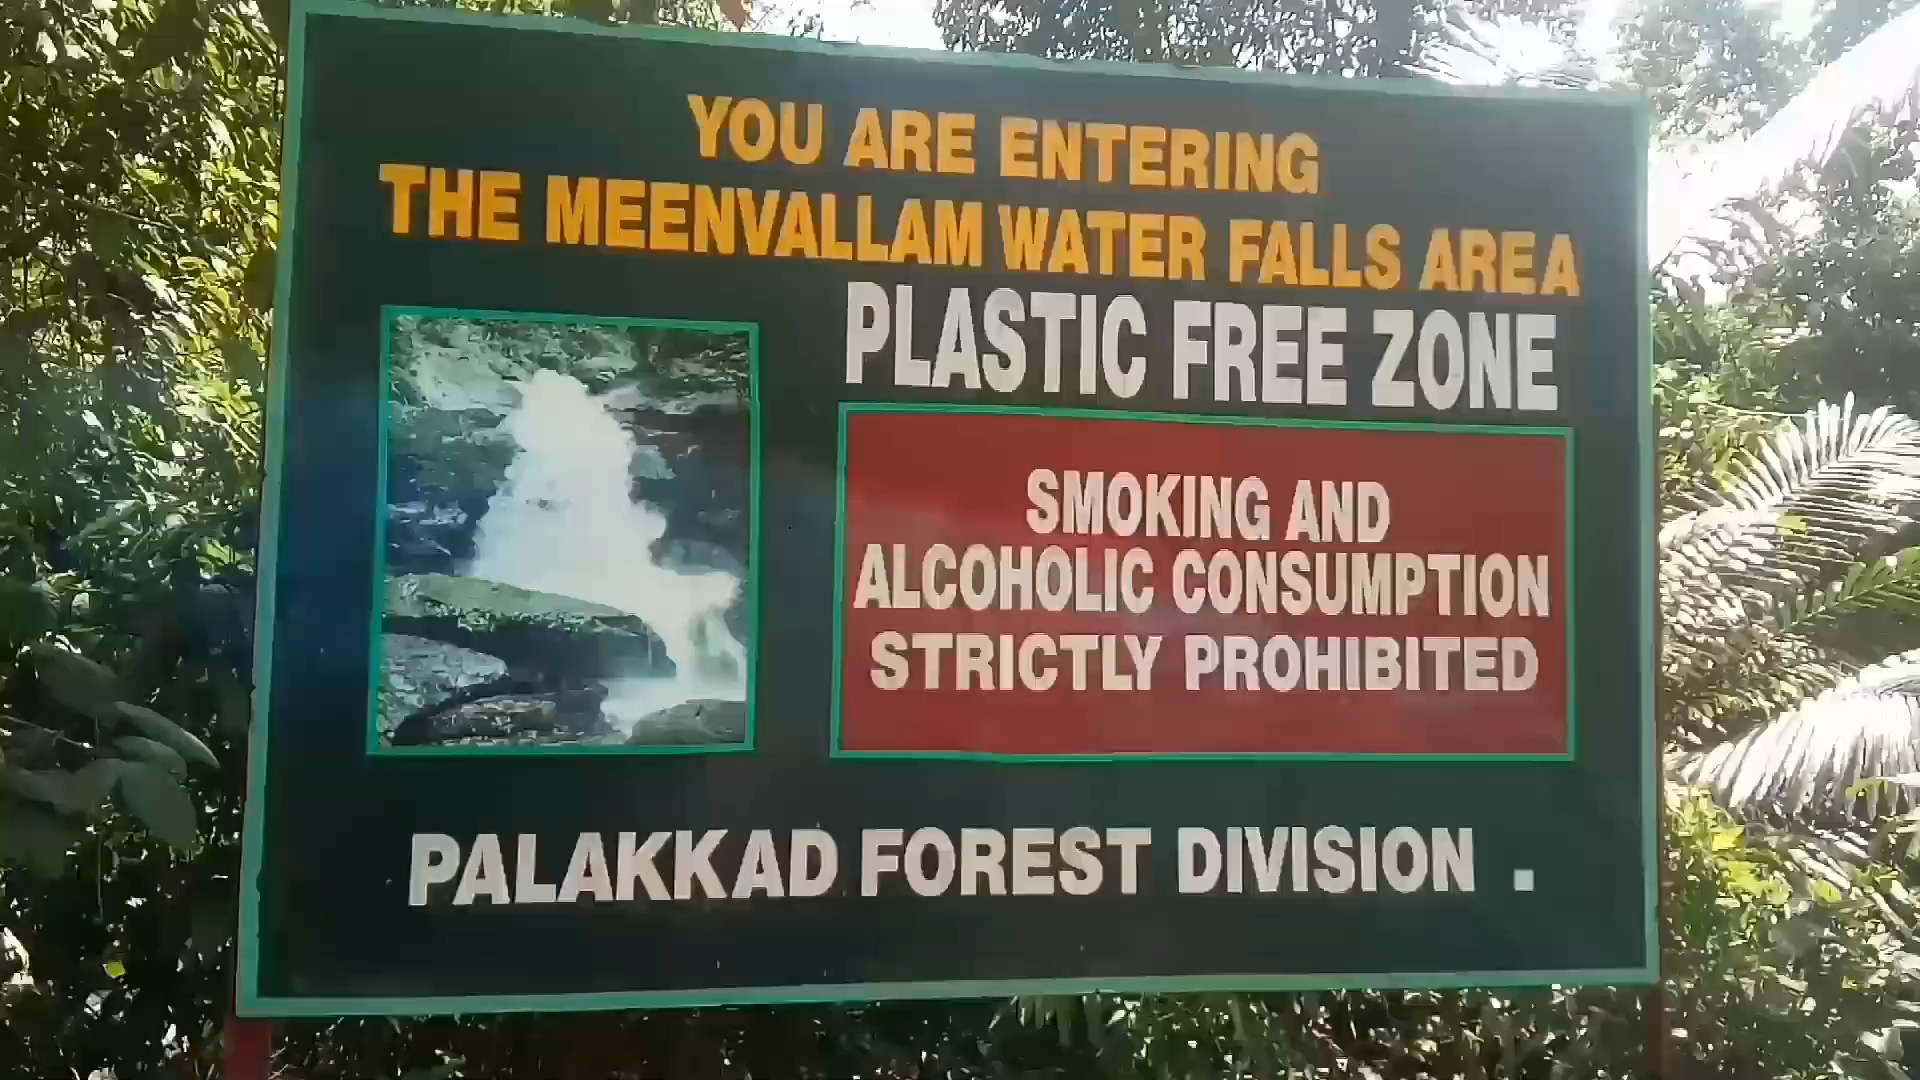 YOU ARE ENTERING
THE MEENVALLAM WATER FALLS AREA
PLASTIC FREE ZONE
SMOKING AND
ALCOHOLIC CONSUMPTION
STRICTLY PROHIBITED
PALAKKAD FOREST DIVISION .